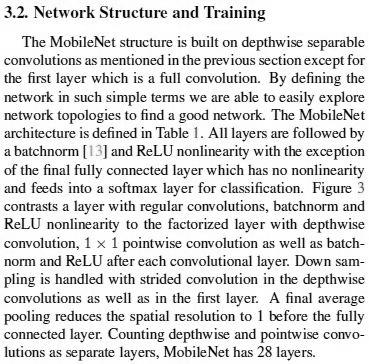 3.2. Network Structure and Training
The MobileNet structure is built on depthwise separable
convolutions as mentioned in the previous section except for
the first layer which is a full convolution. By defining the
network in such simple terms we are able to easily explore
network topologies to find a good network. The MobileNet
architecture is defined in Table 1. All layers are followed by
a batchnorm [13] and ReLU nonlinearity with the exception
of the final fully connected layer which has no nonlinearity
and feeds into a softmax layer for classification. Figure 3
contrasts a layer with regular convolutions, batchnorm and
ReLU nonlinearity to the factorized layer with depthwise
convolution, 1 × 1 pointwise convolution as well as batch-
norm and ReLU after each convolutional layer. Down sam-
pling is handled with strided convolution in the depthwise
convolutions as well as in the first layer. A final average
pooling reduces the spatial resolution to 1 before the fully
connected layer. Counting depthwise and pointwise convo-
lutions as separate layers, MobileNet has 28 layers.